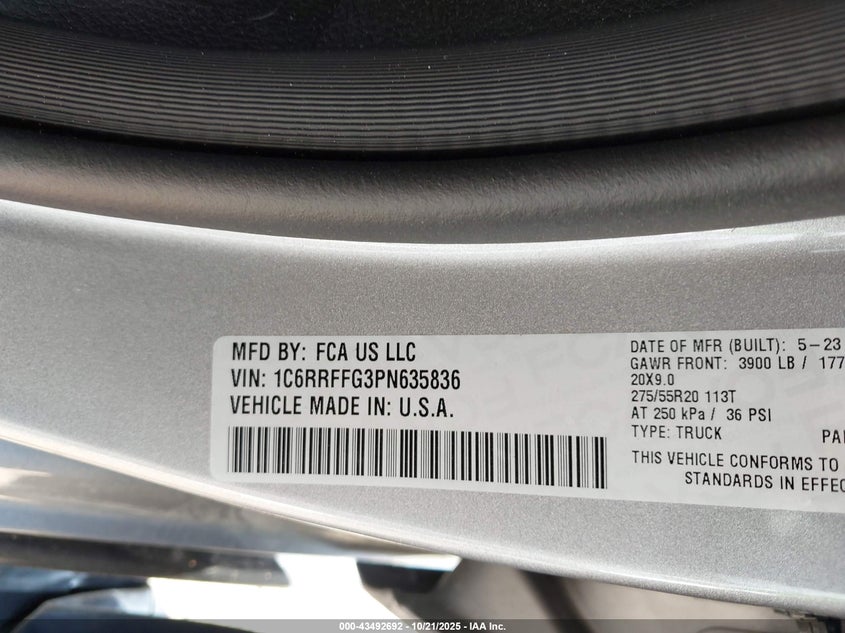 MFD BY: FCA US LLC
VIN: 1C6RRFFG3PN635836
VEHICLE MADE IN: U.S.A.
DATE OF MFR (BUILT): 5-23
GAWR FRONT: 3900 LB / 177
20X9.0
275/55R20 113T
AT 250 kPa / 36 PSI
TYPE: TRUCK
THIS VEHICLE CONFORMS TO
STANDARDS IN EFFEC
000-43492692 - 10/21/2025 - IAA Inc.